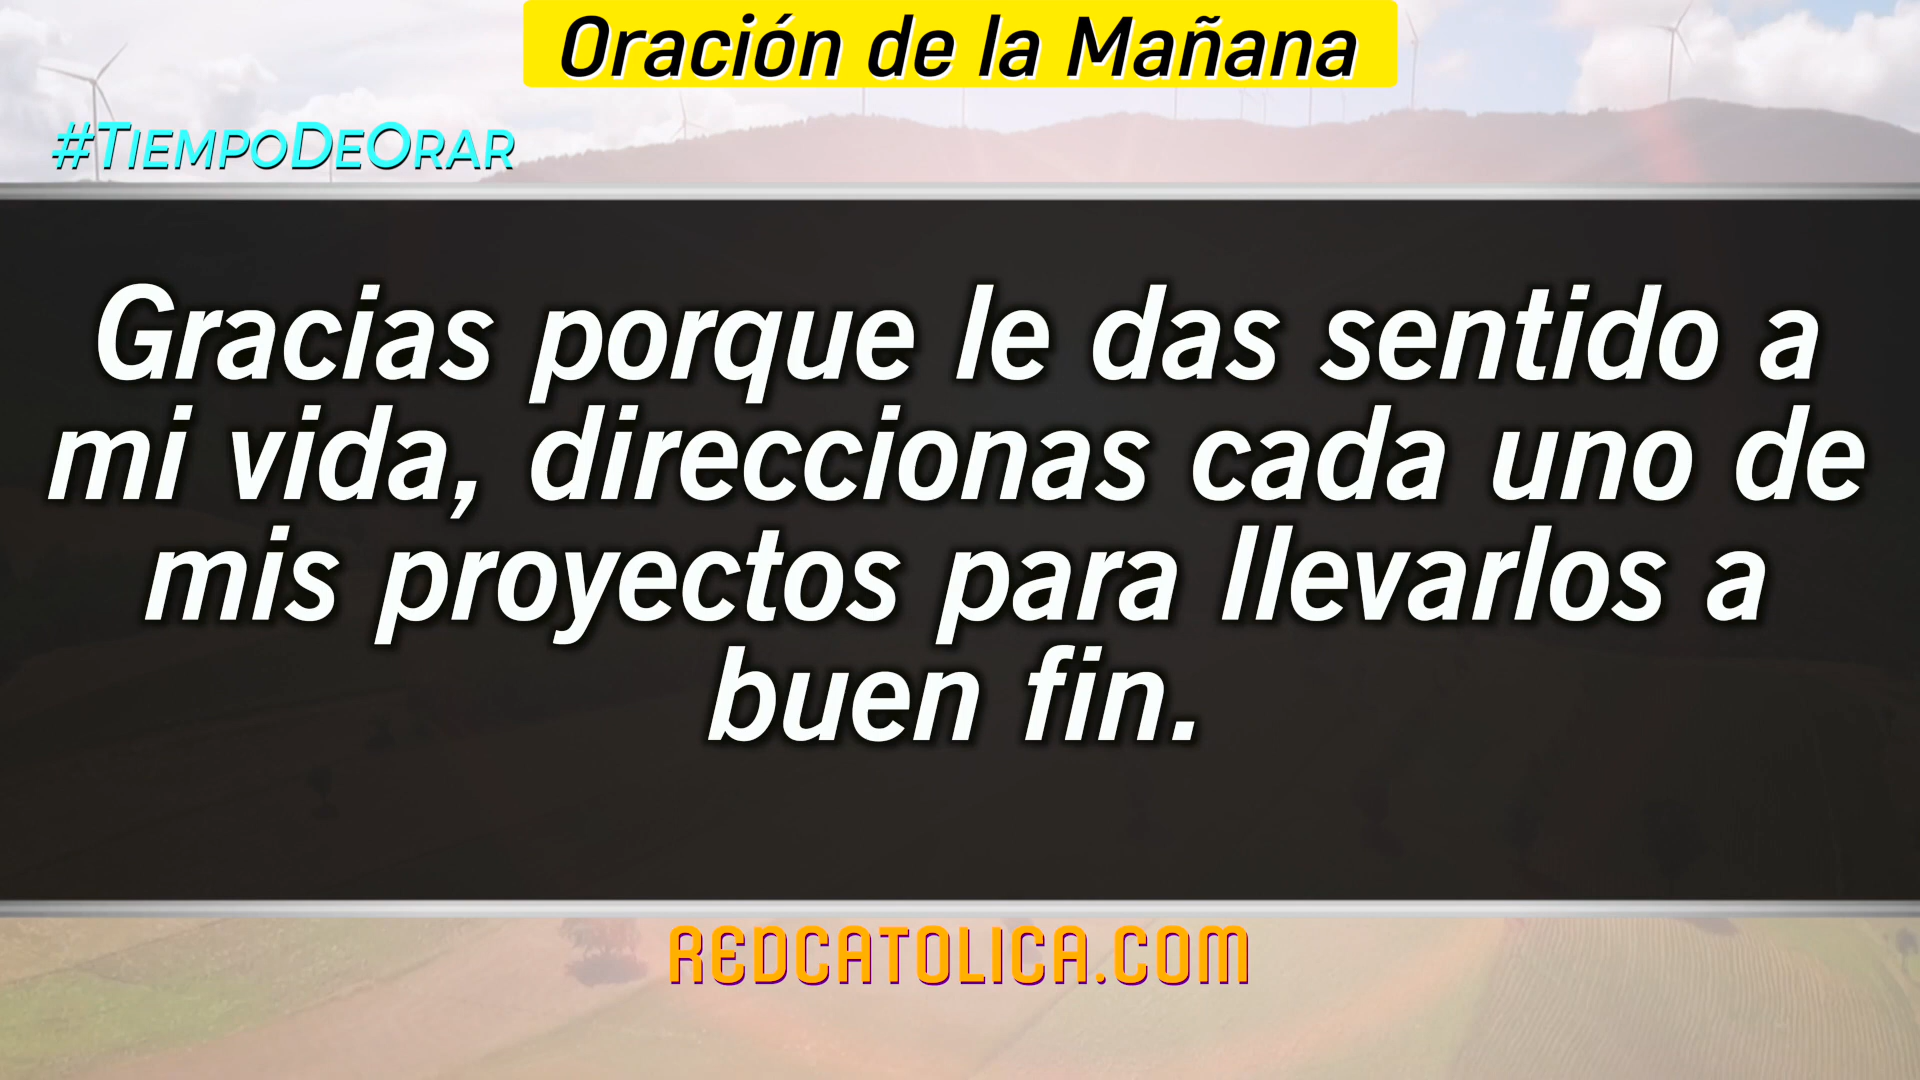 Oración de la Mañana
#TiempoDeOrar
Gracias porque le das sentido a
mi vida, direccionas cada uno de
mis proyectos para llevarlos a
buen fin.
REDCATOLICA.COM